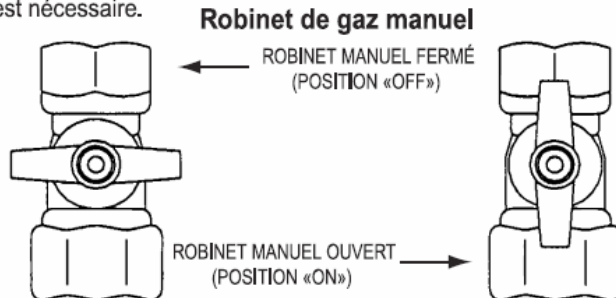 est nécessaire.
Robinet de gaz manuel
ROBINET MANUEL FERMÉ
(POSITION «OFF»)
ROBINET MANUEL OUVERT
(POSITION «ON»)